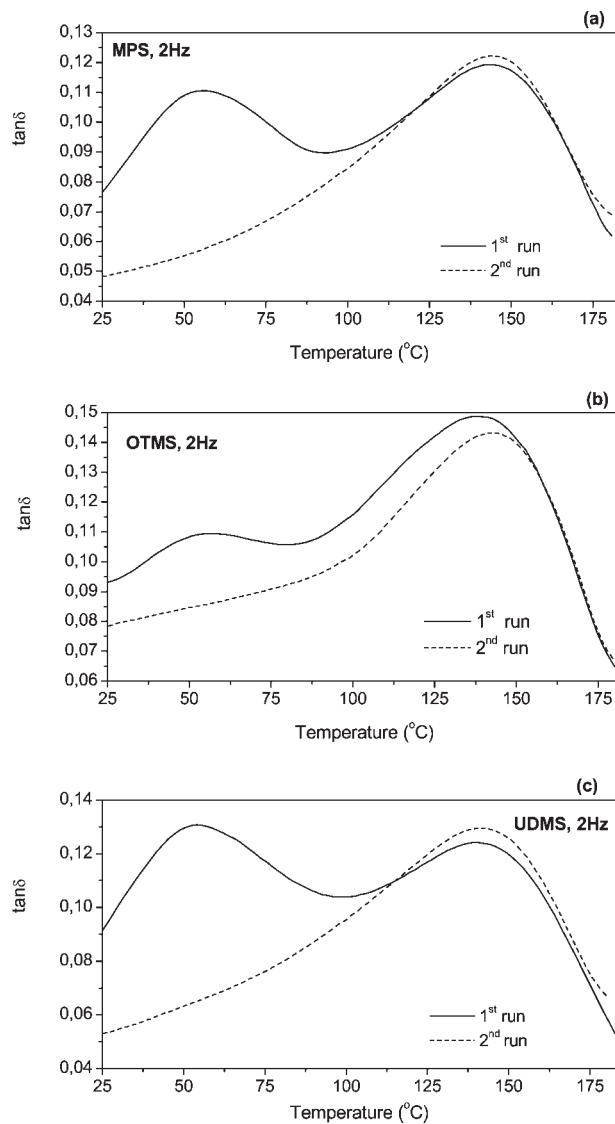 (a)
MPS, 2Hz
0,13
0,12
0,11
0,10
0,09
0,08
0,07
0,06
0,05
0,04
tanδ
1st run
2nd run
25 50 75 100 125 150 175
Temperature (°C)
(b)
OTMS, 2Hz
0,15
0,14
0,13
0,12
0,11
0,10
0,09
0,08
0,07
0,06
tanδ
1st run
2nd run
25 50 75 100 125 150 175
Temperature (°C)
(c)
UDMS, 2Hz
0,14
0,12
0,10
0,08
0,06
0,04
tanδ
1st run
2nd run
25 50 75 100 125 150 175
Temperature (°C)